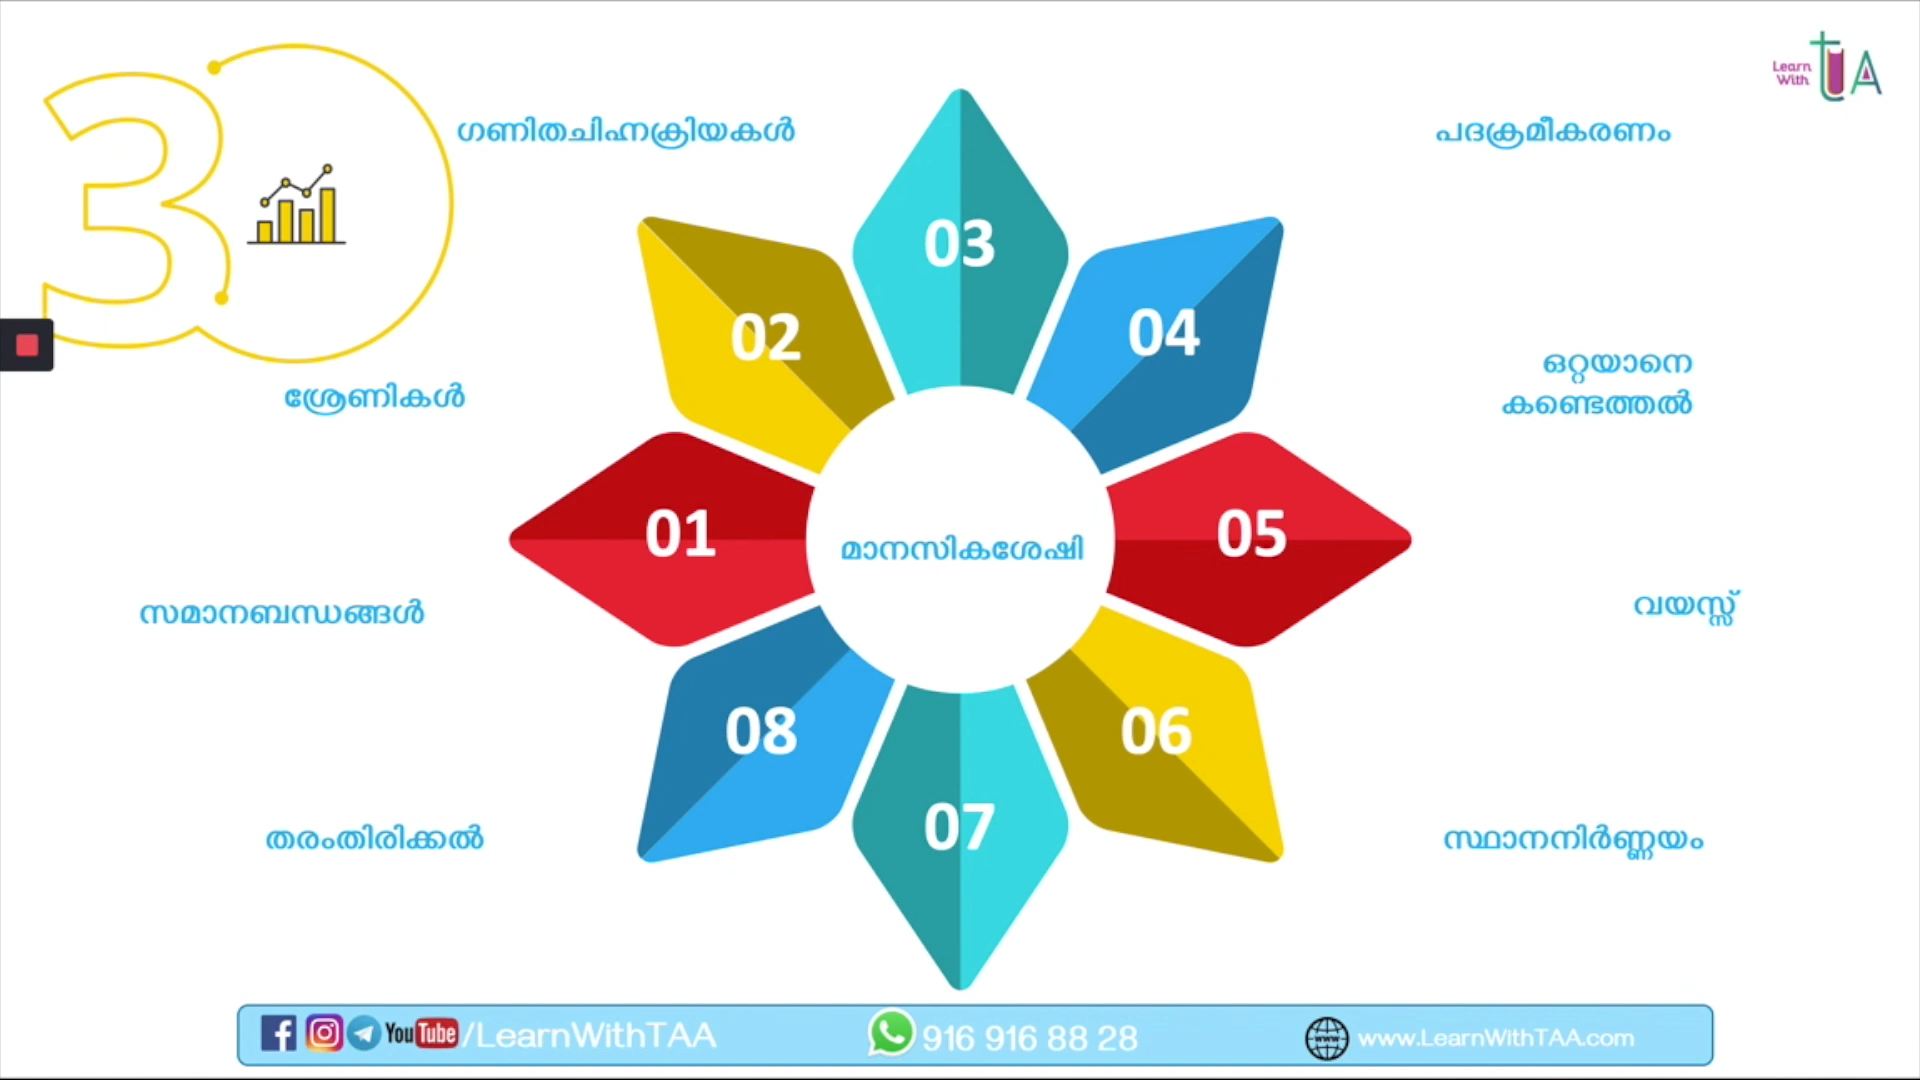 30
Learn
With
tUA
ഗണിതചിഹ്നക്രിയകൾ
പദക്രമീകരണം
03
02
04
ശ്രേണികൾ
ഒറ്റയാനെ
കണ്ടെത്തൽ
01
05
മാനസികശേഷി
സമാനബന്ധങ്ങൾ
വയസ്സ്
08
06
07
തരംതിരിക്കൽ
സ്ഥാനനിർണ്ണയം
YouTube /LearnWithTAA
916 916 88 28
www
www.LearnWithTAA.com